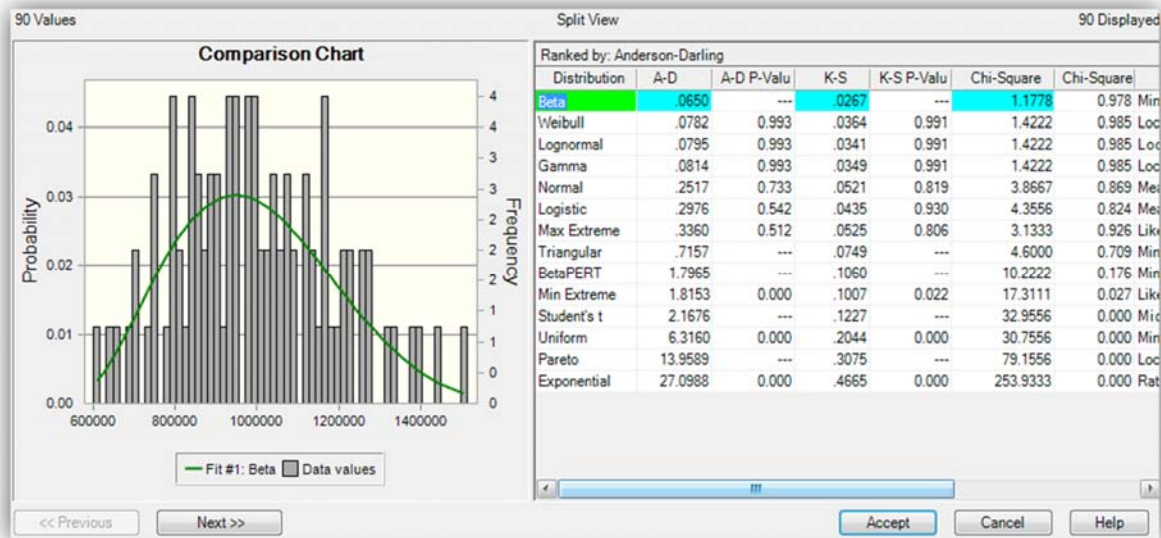 90 Values Split View 90 Displayed
Comparison Chart
Probability
0.04
0.03
0.02
0.01
0.00
4
4
3
3
2
2
2
1
1
0
0
Frequency
600000 800000 1000000 1200000 1400000
Fit #1: Beta Data values
Ranked by: Anderson-Darling
Distribution A-D A-D P-Valu K-S K-S P-Valu Chi-Square Chi-Square
Beta .0650 --- .0267 --- 1.1778 0.978 Min
Weibull .0782 0.993 .0364 0.991 1.4222 0.985 Loc
Lognormal .0795 0.993 .0341 0.991 1.4222 0.985 Loc
Gamma .0814 0.993 .0349 0.991 1.4222 0.985 Loc
Normal .2517 0.733 .0521 0.819 3.8667 0.869 Mea
Logistic .2976 0.542 .0435 0.930 4.3556 0.824 Mea
Max Extreme .3360 0.512 .0525 0.806 3.1333 0.926 Like
Triangular .7157 --- .0749 --- 4.6000 0.709 Min
BetaPERT 1.7965 --- .1060 --- 10.2222 0.176 Min
Min Extreme 1.8153 0.000 .1007 0.022 17.3111 0.027 Like
Student's t 2.1676 --- .1227 --- 32.9556 0.000 Mic
Uniform 6.3160 0.000 .2044 0.000 30.7556 0.000 Min
Pareto 13.9589 --- .3075 --- 79.1556 0.000 Loc
Exponential 27.0988 0.000 .4665 0.000 253.9333 0.000 Rat
<< Previous Next >> Accept Cancel Help